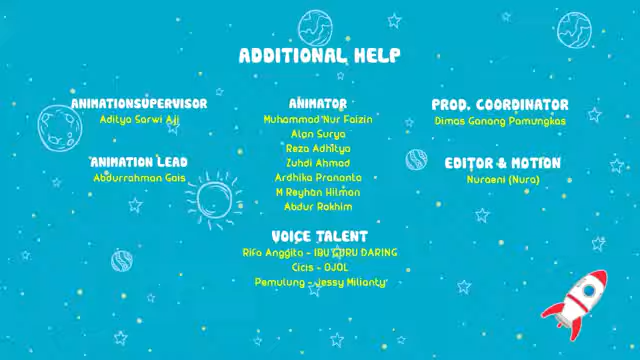 ADDITIONAL HELP
ANIMATIONSUPERVISOR
Aditya Sarwi Aji
ANIMATION LEAD
Abdurrahman Gais
ANIMATOR
Muhammad Nur Faizin
Alan Surya
Reza Adhitya
Zuhdi Ahmad
Ardhika Prananta
M Reyhan Hilman
Abdur Rokhim
PROD. COORDINATOR
Dimas Ganang Pamungkas
EDITOR & MOTION
Nuraeni (Nura)
VOICE TALENT
Rifa Anggita - IBU GURU DARING
Cicis - OJOL
Pemulung - Jessy Milianty